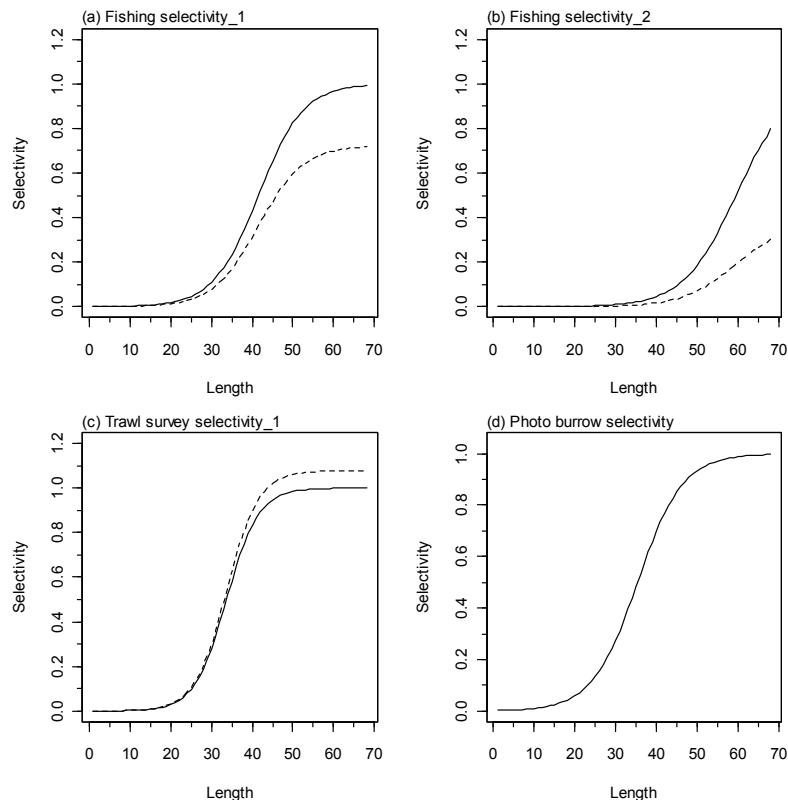 (a) Fishing selectivity_1
Selectivity
0.0 0.2 0.4 0.6 0.8 1.0 1.2
0 10 20 30 40 50 60 70
Length
(b) Fishing selectivity_2
Selectivity
0.0 0.2 0.4 0.6 0.8 1.0 1.2
0 10 20 30 40 50 60 70
Length
(c) Trawl survey selectivity_1
Selectivity
0.0 0.2 0.4 0.6 0.8 1.0 1.2
0 10 20 30 40 50 60 70
Length
(d) Photo burrow selectivity
Selectivity
0.0 0.2 0.4 0.6 0.8 1.0
0 10 20 30 40 50 60 70
Length